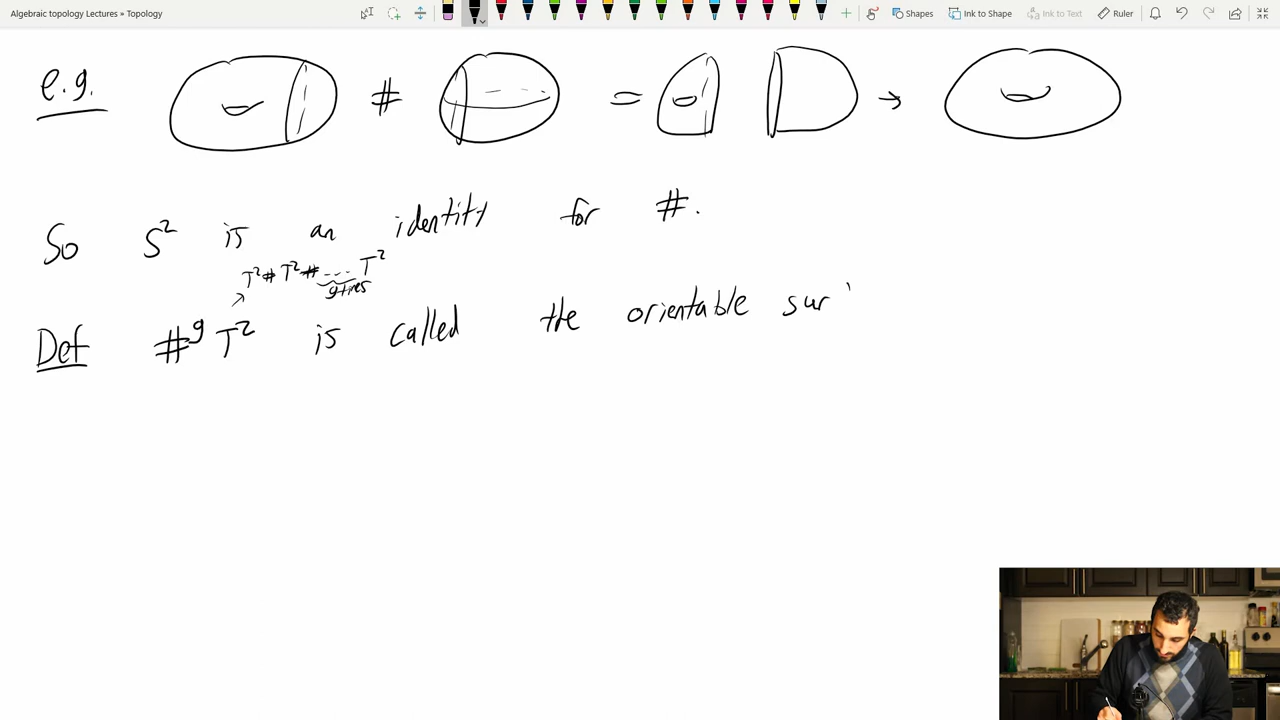 Algebraic topology Lectures » Topology
Shapes Ink to Shape Ink to Text Ruler
e.g. # = →
So S² is an identity for #.
T² # T² # .... T²
g times
Def #^g T² is called the orientable sur